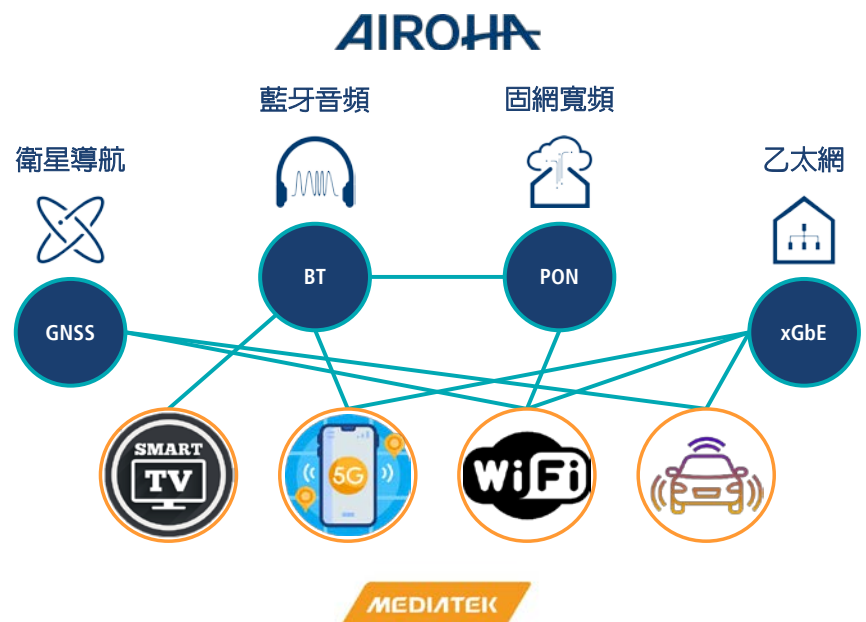 AIROHA
藍牙音頻
固網寬頻
衛星導航
乙太網
BT
PON
GNSS
xGbE
SMART
TV
5G
WiFi
MEDIATEK